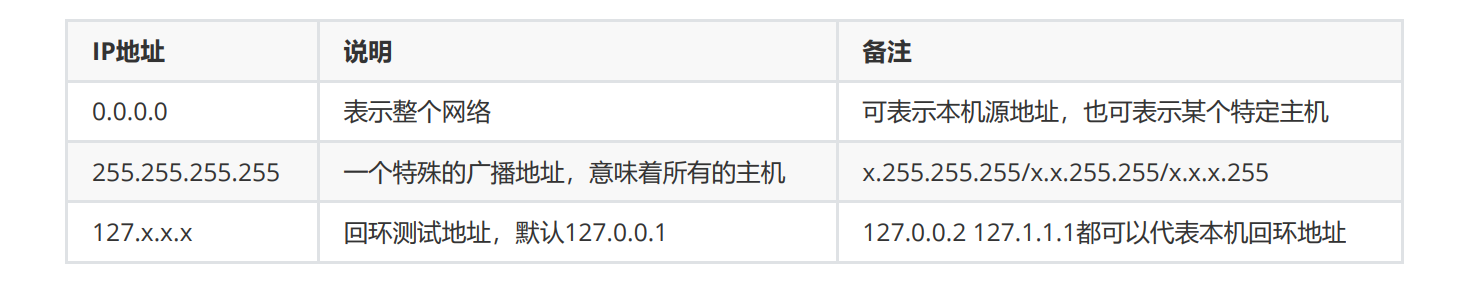 IP地址 说明 备注
0.0.0.0 表示整个网络 可表示本机源地址，也可表示某个特定主机
255.255.255.255 一个特殊的广播地址，意味着所有的主机 x.255.255.255/x.x.255.255/x.x.x.255
127.x.x.x 回环测试地址，默认127.0.0.1 127.0.0.2 127.1.1.1都可以代表本机回环地址